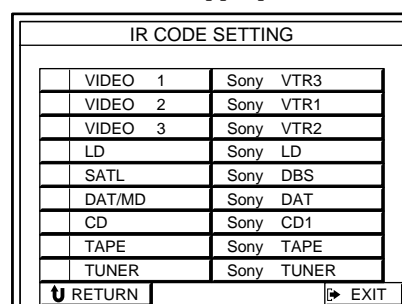 IR CODE SETTING
VIDEO 1 Sony VTR3
VIDEO 2 Sony VTR1
VIDEO 3 Sony VTR2
LD Sony LD
SATL Sony DBS
DAT/MD Sony DAT
CD Sony CD1
TAPE Sony TAPE
TUNER Sony TUNER
RETURN EXIT